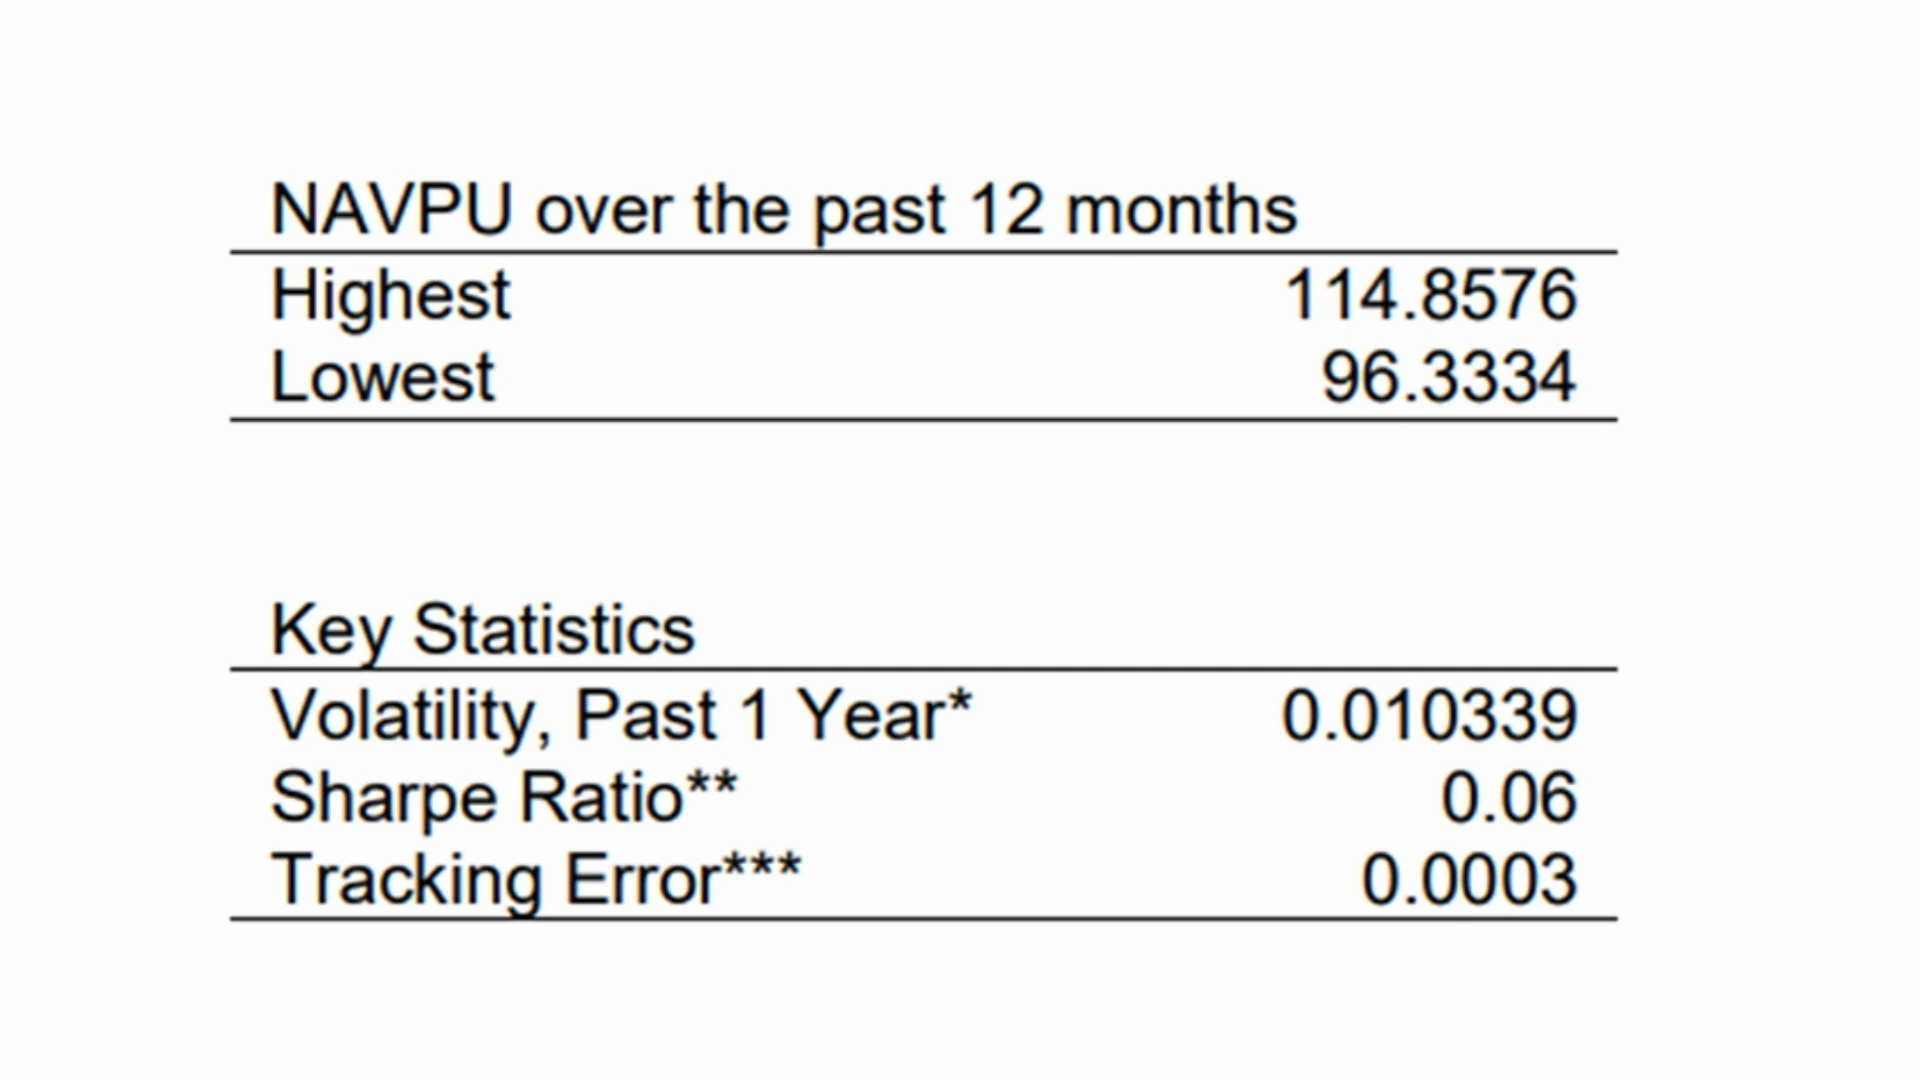 NAVPU over the past 12 months
Highest 114.8576
Lowest 96.3334
Key Statistics
Volatility, Past 1 Year* 0.010339
Sharpe Ratio** 0.06
Tracking Error*** 0.0003